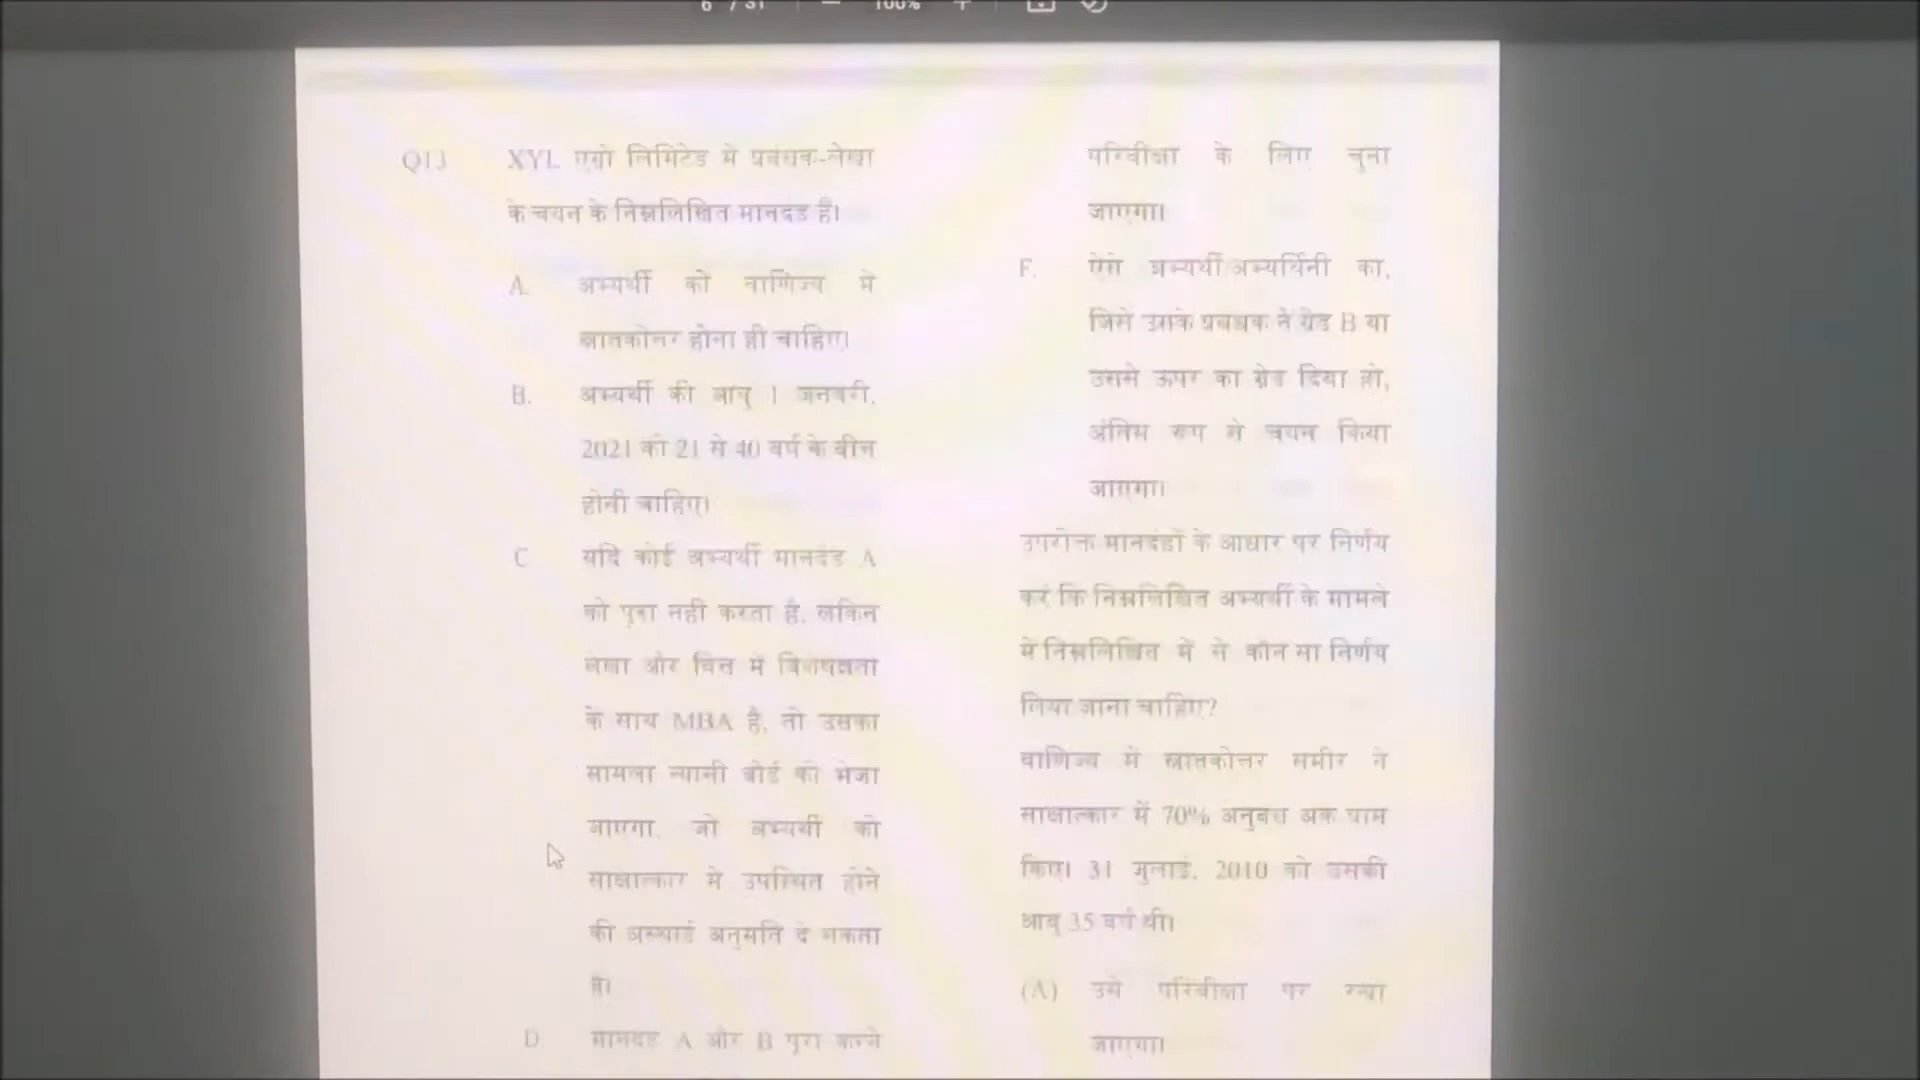 6 / 31 100%
Q13 XYL एग्रो लिमिटेड में प्रबंधक-लेखा
के चयन के निम्नलिखित मानदंड हैं।
A. अभ्यर्थी को वाणिज्य में
स्नातकोत्तर होना ही चाहिए।
B. अभ्यर्थी की आयु 1 जनवरी,
2021 को 21 से 40 वर्ष के बीच
होनी चाहिए।
C यदि कोई अभ्यर्थी मानदंड A
को पूरा नहीं करता है, लेकिन
लेखा और वित्त में विशेषज्ञता
के साथ MBA है, तो उसका
मामला न्यासी बोर्ड को भेजा
जाएगा, जो अभ्यर्थी को
साक्षात्कार में उपस्थित होने
की अस्थाई अनुमति दे सकता
है।
D मानदंड A और B पूरा करने
परिवीक्षा के लिए चुना
जाएगा।
F. ऐसे अभ्यर्थी/अभ्यर्थिनी का,
जिसे उसके प्रबंधक ने ग्रेड B या
उससे ऊपर का ग्रेड दिया हो,
अंतिम रूप से चयन किया
जाएगा।
उपरोक्त मानदंडों के आधार पर निर्णय
करें कि निम्नलिखित अभ्यर्थी के मामले
में निम्नलिखित में से कौन सा निर्णय
लिया जाना चाहिए?
वाणिज्य में स्नातकोत्तर समीर ने
साक्षात्कार में 70% अनुबंध अंक प्राप्त
किए। 31 जुलाई, 2010 को उसकी
आयु 35 वर्ष थी।
(A) उसे परिवीक्षा पर रखा
जाएगा।